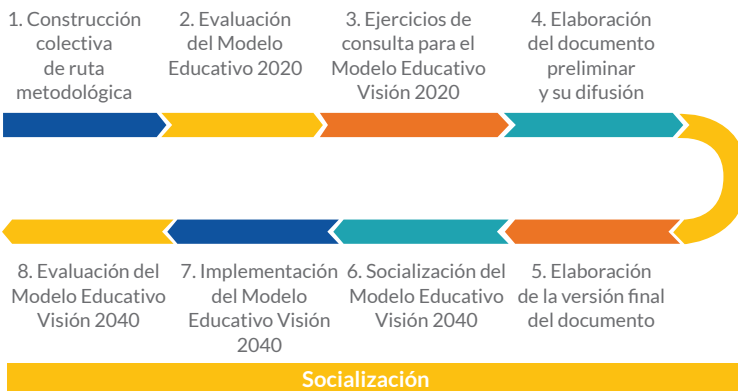 1. Construcción
colectiva
de ruta
metodológica
2. Evaluación
del Modelo
Educativo 2020
3. Ejercicios de
consulta para el
Modelo Educativo
Visión 2020
4. Elaboración
del documento
preliminar
y su difusión
5. Elaboración
de la versión final
del documento
6. Socialización del
Modelo Educativo
Visión 2040
7. Implementación
del Modelo
Educativo Visión
2040
8. Evaluación del
Modelo Educativo
Visión 2040
Socialización